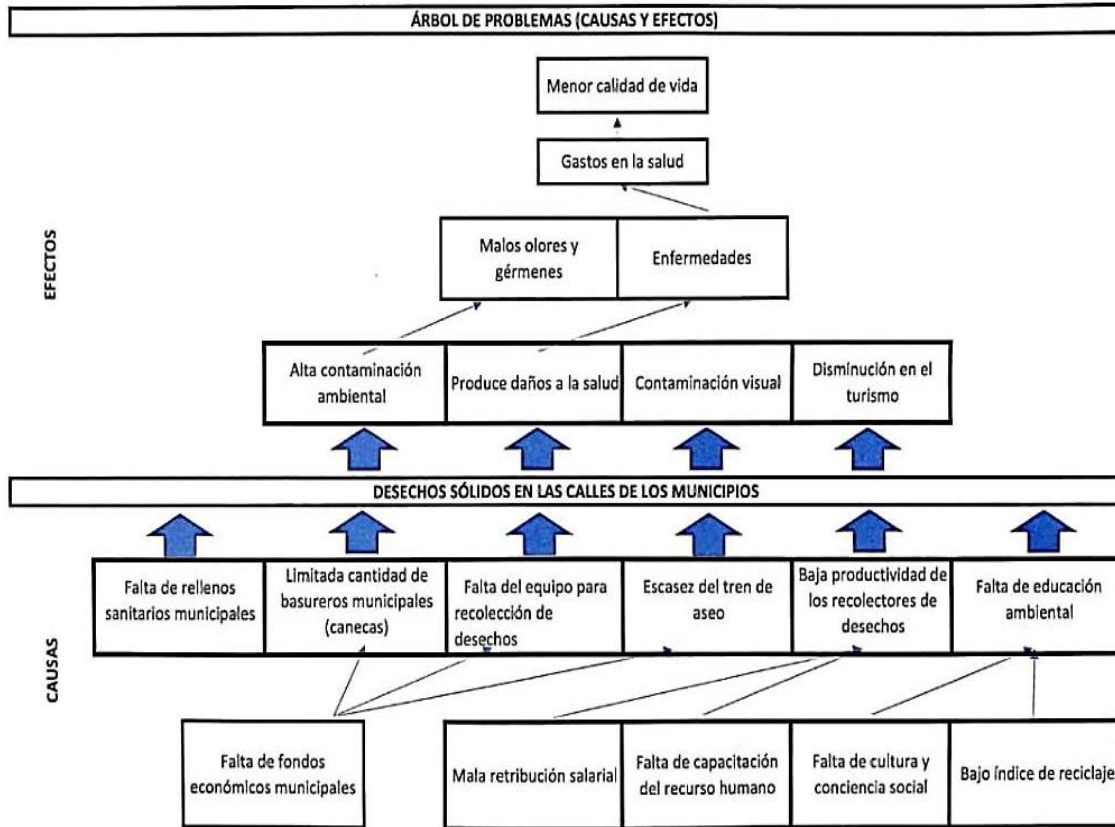 ÁRBOL DE PROBLEMAS (CAUSAS Y EFECTOS)
Menor calidad de vida
Gastos en la salud
Malos olores y
gérmenes
Enfermedades
EFECTOS
Alta contaminación
ambiental
Produce daños a la salud
Contaminación visual
Disminución en el
turismo
DESECHOS SÓLIDOS EN LAS CALLES DE LOS MUNICIPIOS
CAUSAS
Falta de rellenos
sanitarios municipales
Limitada cantidad de
basureros municipales
(canecas)
Falta del equipo para
recolección de
desechos
Escasez del tren de
aseo
Baja productividad de
los recolectores de
desechos
Falta de educación
ambiental
Falta de fondos
económicos municipales
Mala retribución salarial
Falta de capacitación
del recurso humano
Falta de cultura y
conciencia social
Bajo índice de reciclaje